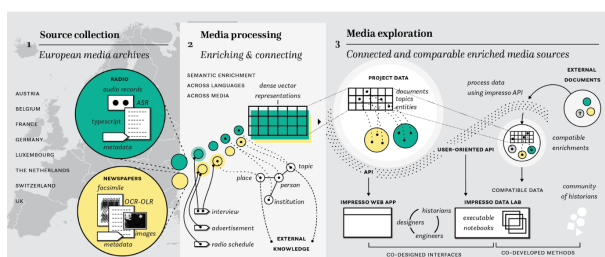 1 Source collection
European media archives
RADIO
audio records
ASR
typescript
metadata
AUSTRIA
BELGIUM
FRANCE
GERMANY
LUXEMBOURG
THE NETHERLANDS
SWITZERLAND
UK
NEWSPAPERS
facsimile
OCR-OLR
images
metadata
2 Media processing
Enriching & connecting
SEMANTIC ENRICHMENT
ACROSS LANGUAGES
ACROSS MEDIA
dense vector
representations
topic
place
person
institution
interview
advertisement
radio schedule
EXTERNAL
KNOWLEDGE
3 Media exploration
Connected and comparable enriched media sources
PROJECT DATA
documents
topics
entities
process data
using impresso API
EXTERNAL
DOCUMENTS
compatible
enrichments
USER-ORIENTED API
API
COMPATIBLE DATA
community
of historians
IMPRESSO WEB APP
historians
designers
engineers
IMPRESSO DATA LAB
executable
notebooks
CO-DESIGNED INTERFACES
CO-DEVELOPED METHODS